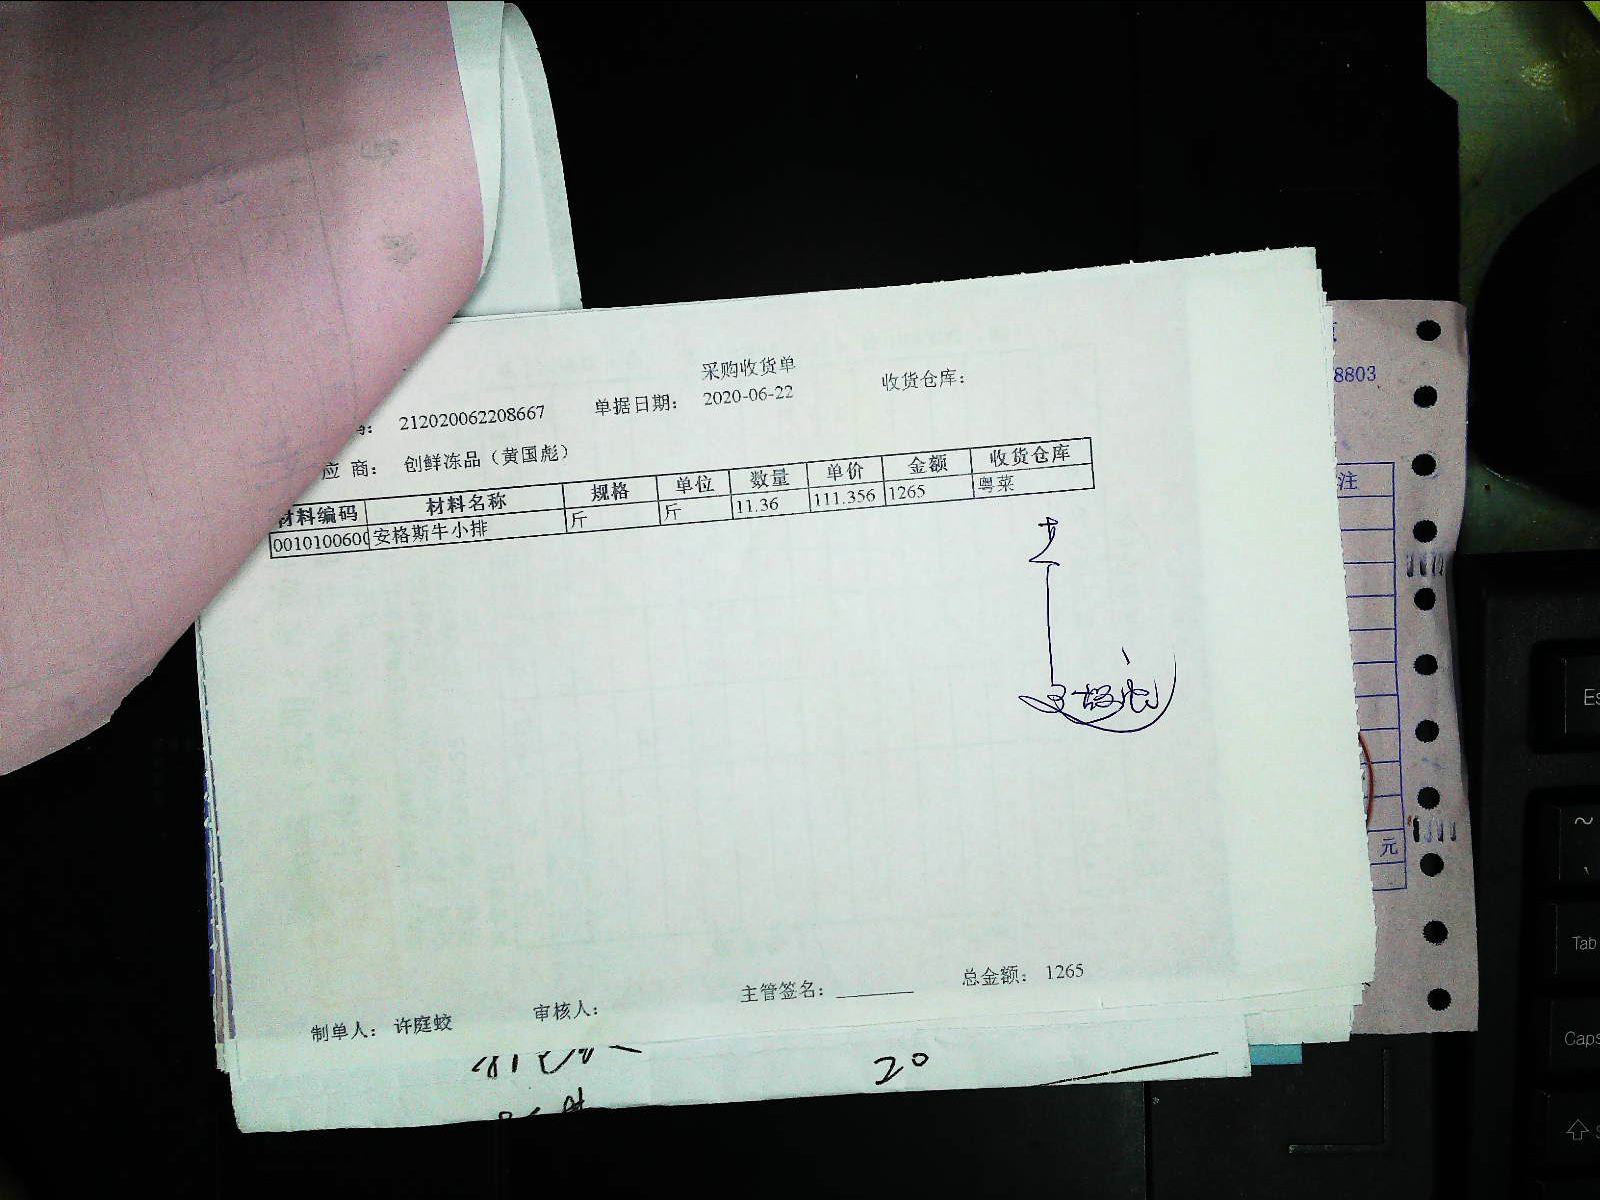 采购收货单
码： 212020062208667 单据日期： 2020-06-22 收货仓库：
应 商： 创鲜冻品（黄国彪）
材料编码 材料名称 规格 单位 数量 单价 金额 收货仓库
0010100600 安格斯牛小排 斤 斤 11.36 111.356 1265 粤菜
制单人： 许庭蛟 审核人： 主管签名： ________ 总金额： 1265
20
8803
注
元
Es
~
Tab
Caps